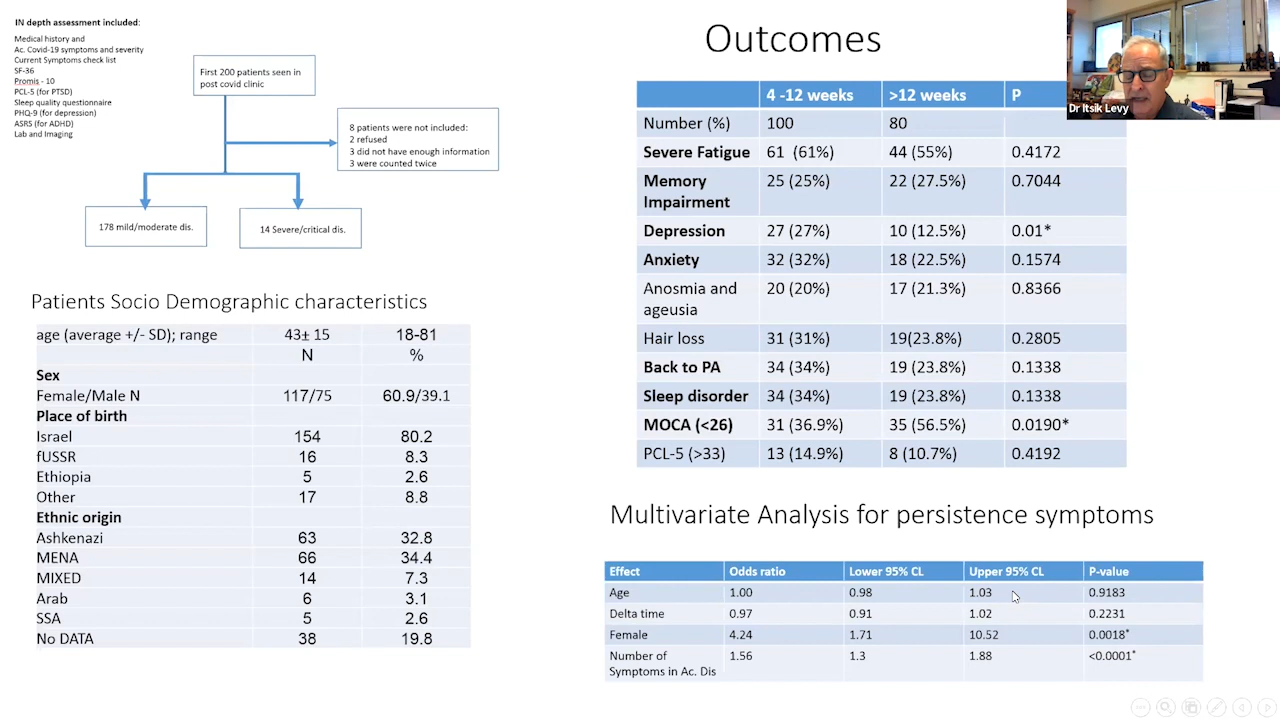 IN depth assessment included:
Medical history and
Ac. Covid-19 symptoms and severity
Current Symptoms check list
SF-36
Promis - 10
PCL-5 (for PTSD)
Sleep quality questionnaire
PHQ-9 (for depression)
ASRS (for ADHD)
Lab and Imaging
First 200 patients seen in
post covid clinic
8 patients were not included:
2 refused
3 did not have enough information
3 were counted twice
178 mild/moderate dis.
14 Severe/critical dis.
Patients Socio Demographic characteristics
age (average +/- SD); range 43± 15 18-81
N %
Sex
Female/Male N 117/75 60.9/39.1
Place of birth
Israel 154 80.2
fUSSR 16 8.3
Ethiopia 5 2.6
Other 17 8.8
Ethnic origin
Ashkenazi 63 32.8
MENA 66 34.4
MIXED 14 7.3
Arab 6 3.1
SSA 5 2.6
No DATA 38 19.8
Outcomes
4 -12 weeks >12 weeks P
Number (%) 100 80
Severe Fatigue 61 (61%) 44 (55%) 0.4172
Memory 25 (25%) 22 (27.5%) 0.7044
Impairment
Depression 27 (27%) 10 (12.5%) 0.01*
Anxiety 32 (32%) 18 (22.5%) 0.1574
Anosmia and 20 (20%) 17 (21.3%) 0.8366
ageusia
Hair loss 31 (31%) 19(23.8%) 0.2805
Back to PA 34 (34%) 19 (23.8%) 0.1338
Sleep disorder 34 (34%) 19 (23.8%) 0.1338
MOCA (<26) 31 (36.9%) 35 (56.5%) 0.0190*
PCL-5 (>33) 13 (14.9%) 8 (10.7%) 0.4192
Dr Itsik Levy
Multivariate Analysis for persistence symptoms
Effect Odds ratio Lower 95% CL Upper 95% CL P-value
Age 1.00 0.98 1.03 0.9183
Delta time 0.97 0.91 1.02 0.2231
Female 4.24 1.71 10.52 0.0018*
Number of 1.56 1.3 1.88 <0.0001*
Symptoms in Ac. Dis